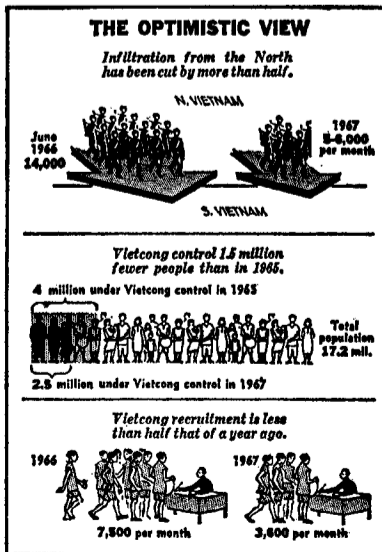 THE OPTIMISTIC VIEW
Infiltration from the North
has been cut by more than half.
N. VIETNAM
June
1966
14,000
1967
5-6,000
per month
S. VIETNAM
Vietcong control 1.5 million
fewer people than in 1965.
4 million under Vietcong control in 1965
Total
population
17.2 mil.
2.5 million under Vietcong control in 1967
Vietcong recruitment is less
than half that of a year ago.
1966
1967
7,500 per month
3,600 per month